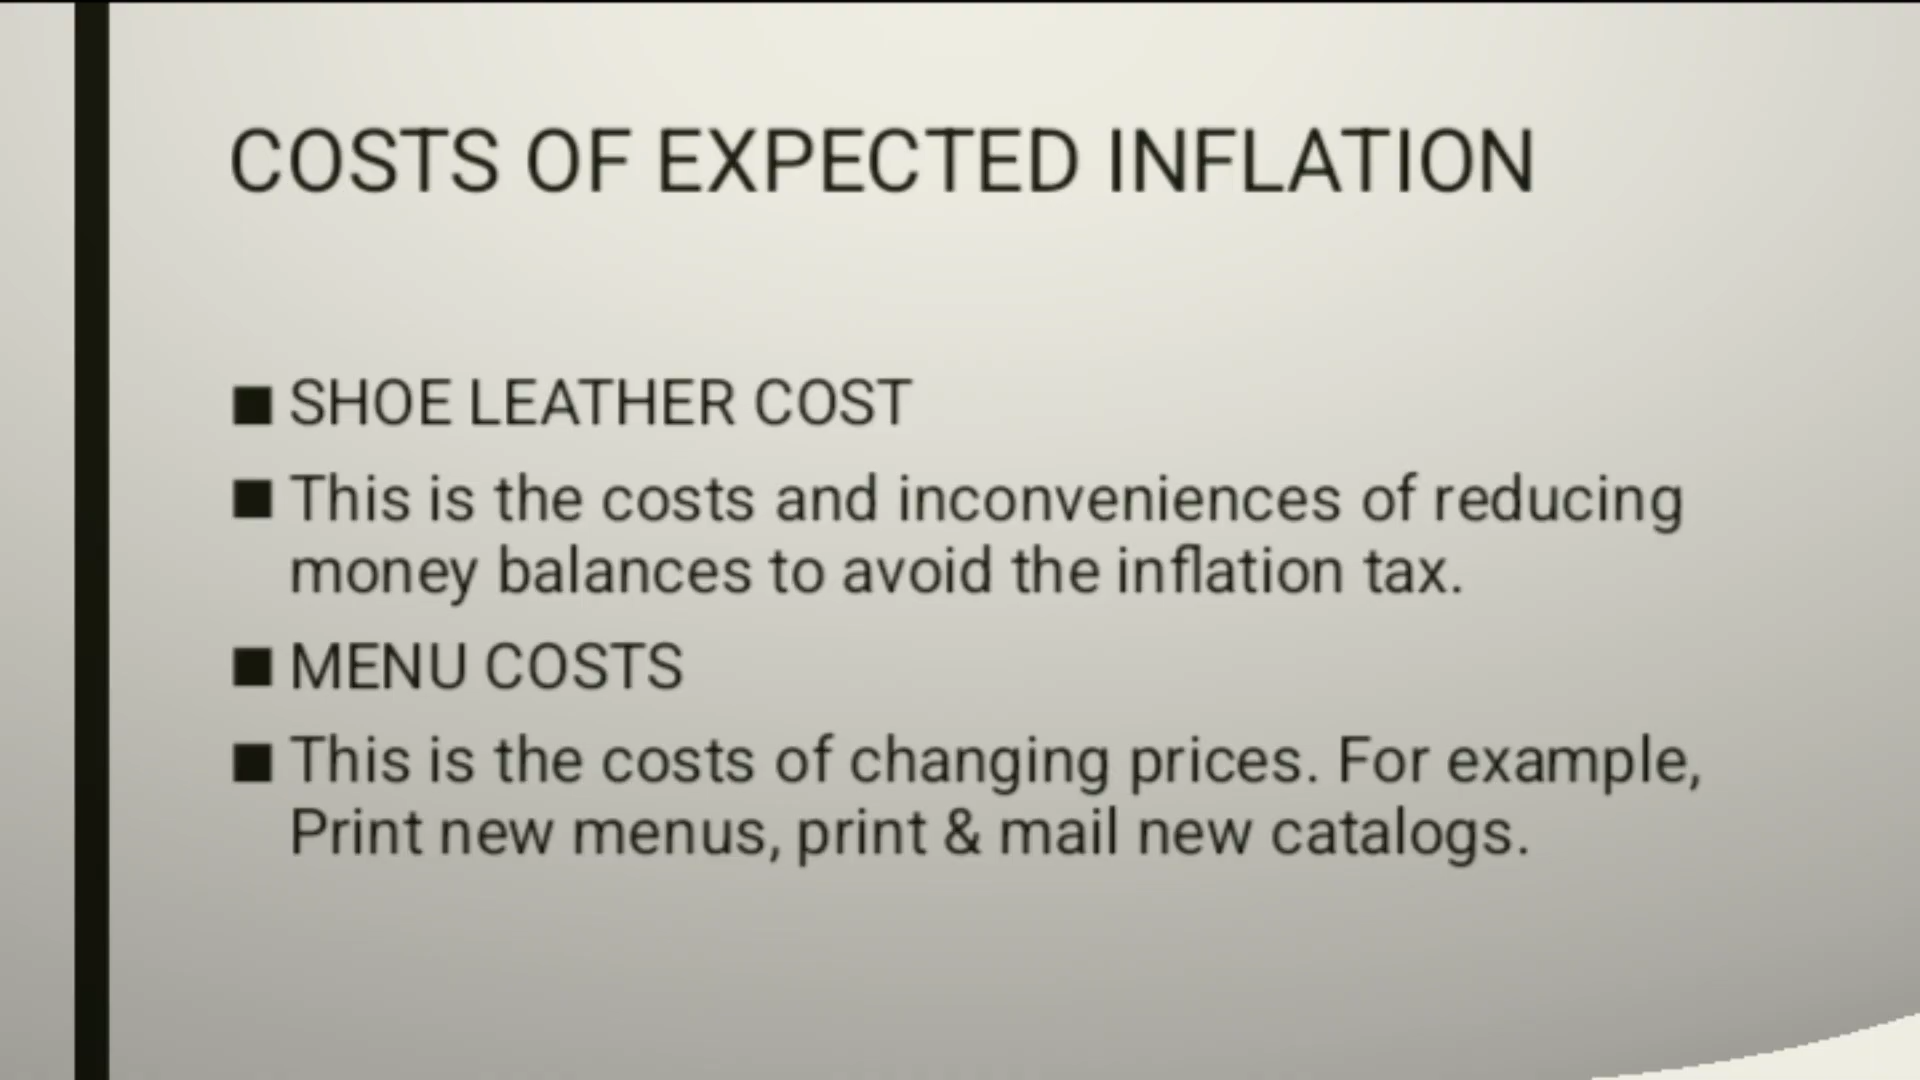 COSTS OF EXPECTED INFLATION
SHOE LEATHER COST
This is the costs and inconveniences of reducing
money balances to avoid the inflation tax.
MENU COSTS
This is the costs of changing prices. For example,
Print new menus, print & mail new catalogs.